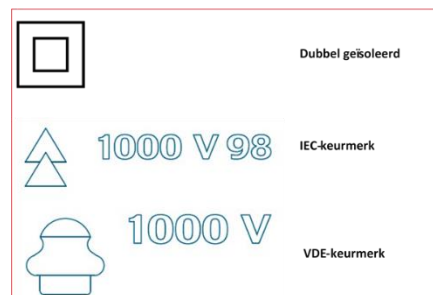 Dubbel geïsoleerd
1000 V 98
IEC-keurmerk
1000 V
VDE-keurmerk